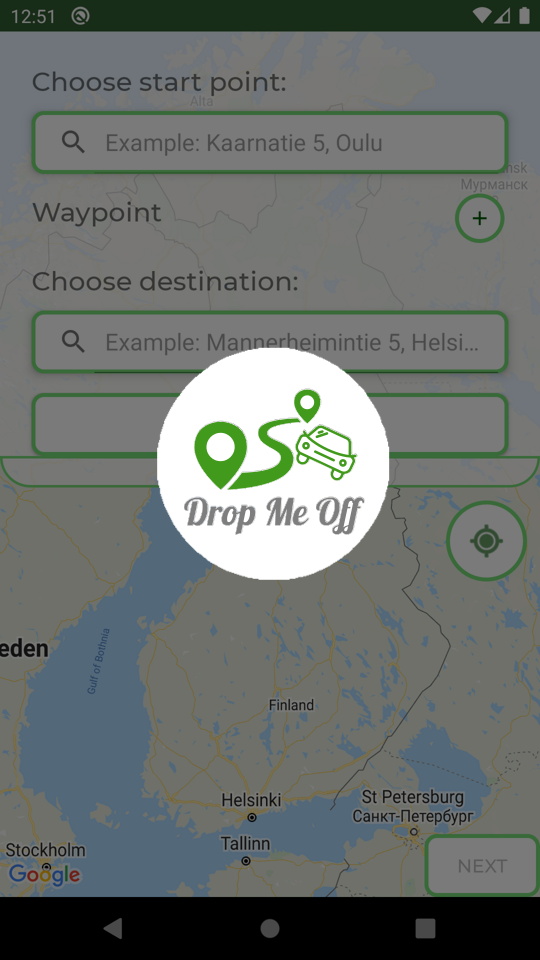 12:51
Choose start point:
Alta
Example: Kaarnatie 5, Oulu
Мурманск
Waypoint
+
Choose destination:
Example: Mannerheimintie 5, Helsi...
Drop Me Off
eden
Gulf of Bothnia
Finland
Helsinki
St Petersburg
Санкт-Петербург
Tallinn
Stockholm
Google
NEXT